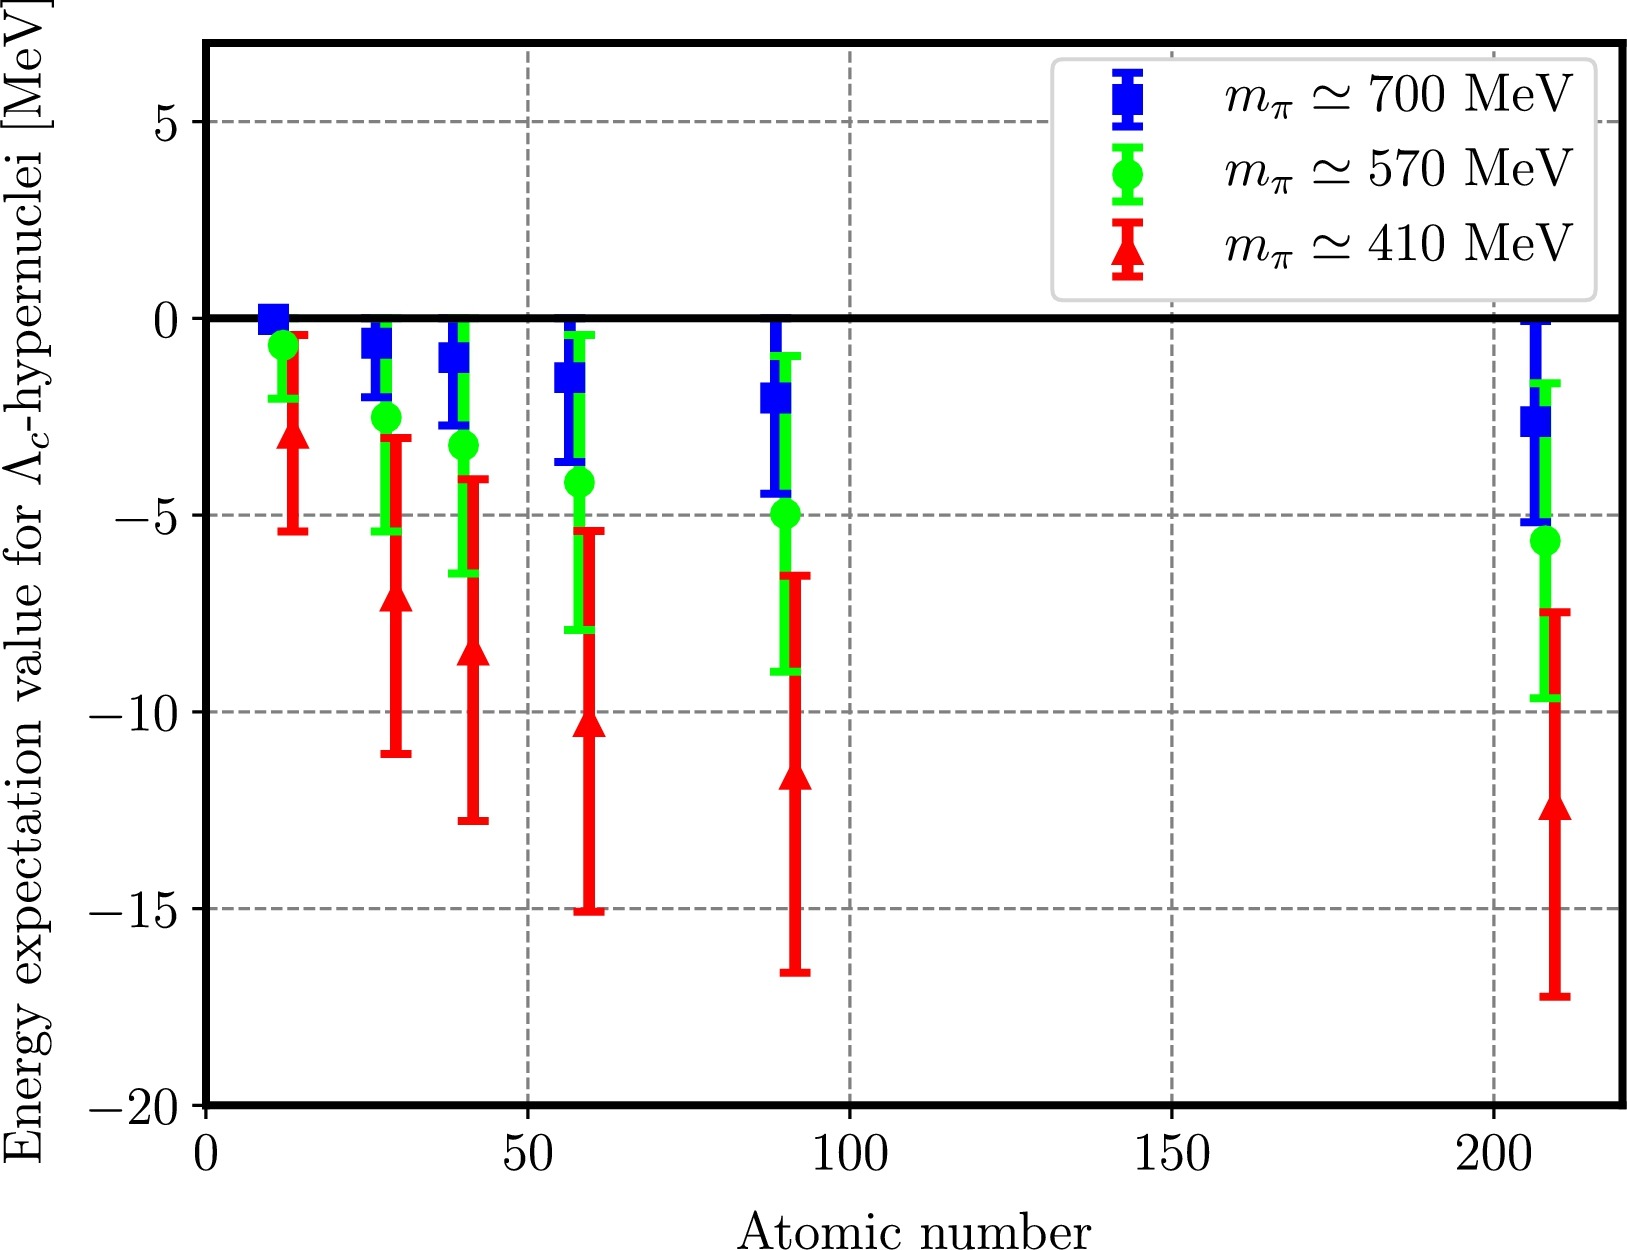 Energy expectation value for Λc-hypernuclei [MeV]
5
0
−5
−10
−15
−20
0 50 100 150 200
Atomic number
mπ ≃ 700 MeV
mπ ≃ 570 MeV
mπ ≃ 410 MeV